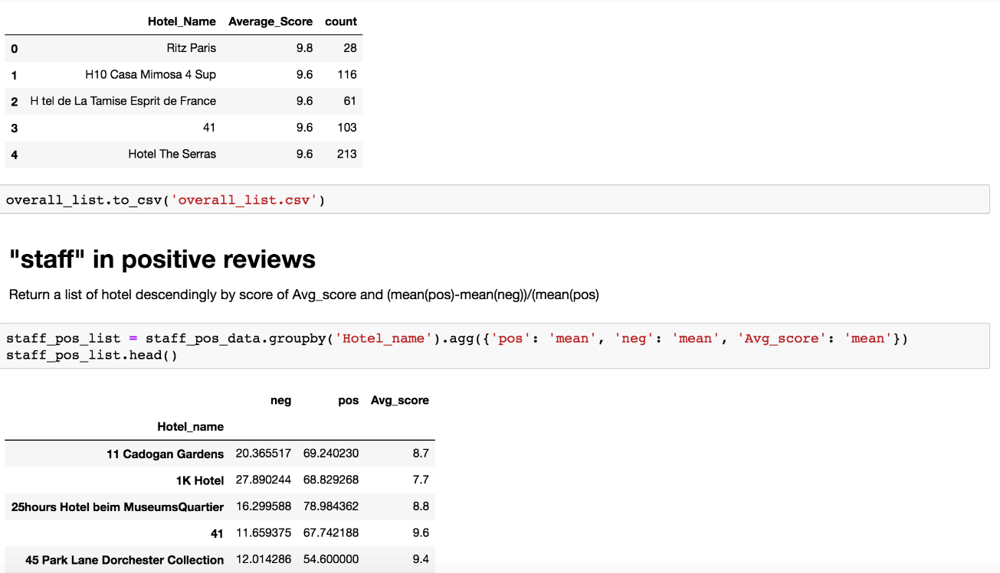 Hotel_Name Average_Score count
0 Ritz Paris 9.8 28
1 H10 Casa Mimosa 4 Sup 9.6 116
2 H tel de La Tamise Esprit de France 9.6 61
3 41 9.6 103
4 Hotel The Serras 9.6 213
overall_list.to_csv('overall_list.csv')
"staff" in positive reviews
Return a list of hotel descendingly by score of Avg_score and (mean(pos)-mean(neg))/(mean(pos)
staff_pos_list = staff_pos_data.groupby('Hotel_name').agg({'pos': 'mean', 'neg': 'mean', 'Avg_score': 'mean'})
staff_pos_list.head()
neg pos Avg_score
Hotel_name
11 Cadogan Gardens 20.365517 69.240230 8.7
1K Hotel 27.890244 68.829268 7.7
25hours Hotel beim MuseumsQuartier 16.299588 78.984362 8.8
41 11.659375 67.742188 9.6
45 Park Lane Dorchester Collection 12.014286 54.600000 9.4